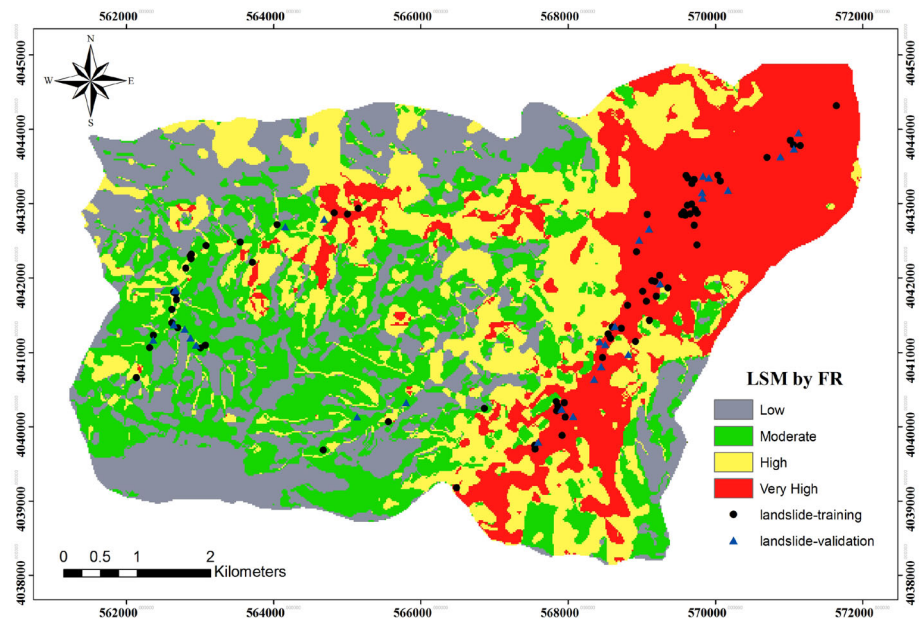 562000 564000 566000 568000 570000 572000
N
W E
S
4045000
4044000
4043000
4042000
4041000
4040000
4039000
4038000
4045000
4044000
4043000
4042000
4041000
4040000
4039000
4038000
LSM by FR
Low
Moderate
High
Very High
landslide-training
landslide-validation
0 0.5 1 2
Kilometers
562000 564000 566000 568000 570000 572000